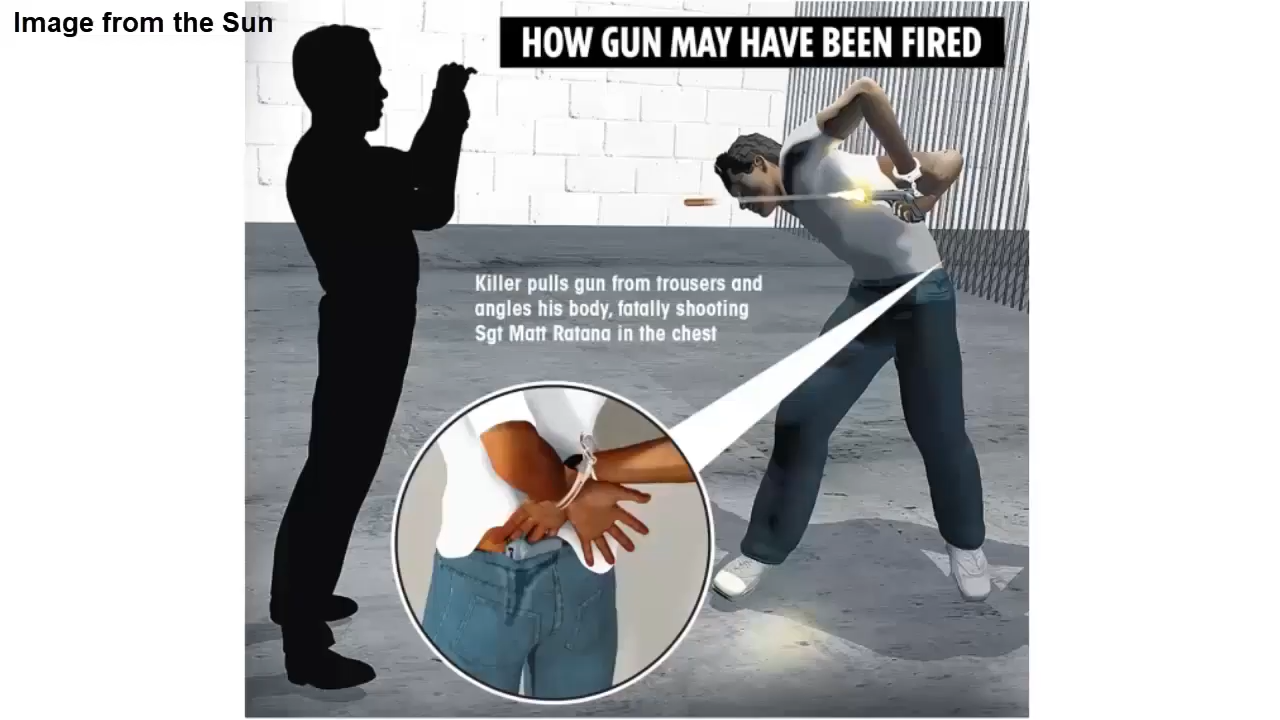 Image from the Sun
HOW GUN MAY HAVE BEEN FIRED
Killer pulls gun from trousers and
angles his body, fatally shooting
Sgt Matt Ratana in the chest